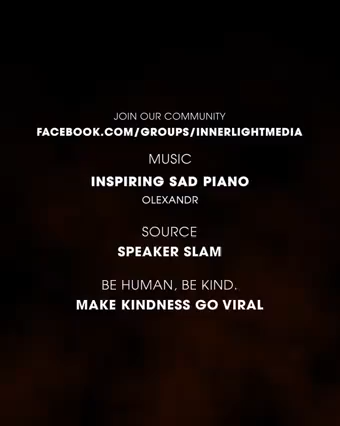 JOIN OUR COMMUNITY
FACEBOOK.COM/GROUPS/INNERLIGHTMEDIA
MUSIC
INSPIRING SAD PIANO
OLEXANDR
SOURCE
SPEAKER SLAM
BE HUMAN, BE KIND.
MAKE KINDNESS GO VIRAL